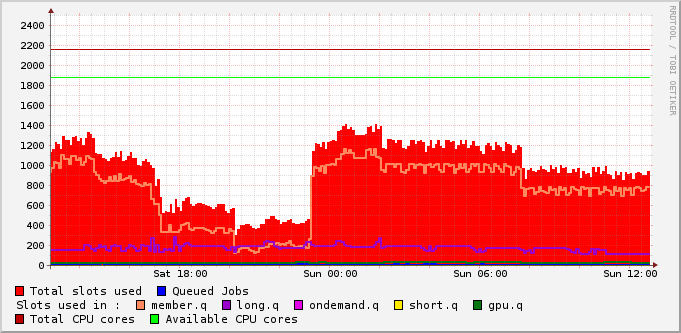 RRDTOOL / TOBI OETIKER
2400
2200
2000
1800
1600
1400
1200
1000
800
600
400
200
0
Sat 18:00 Sun 00:00 Sun 06:00 Sun 12:00
Total slots used Queued Jobs
Slots used in : member.q long.q ondemand.q short.q gpu.q
Total CPU cores Available CPU cores